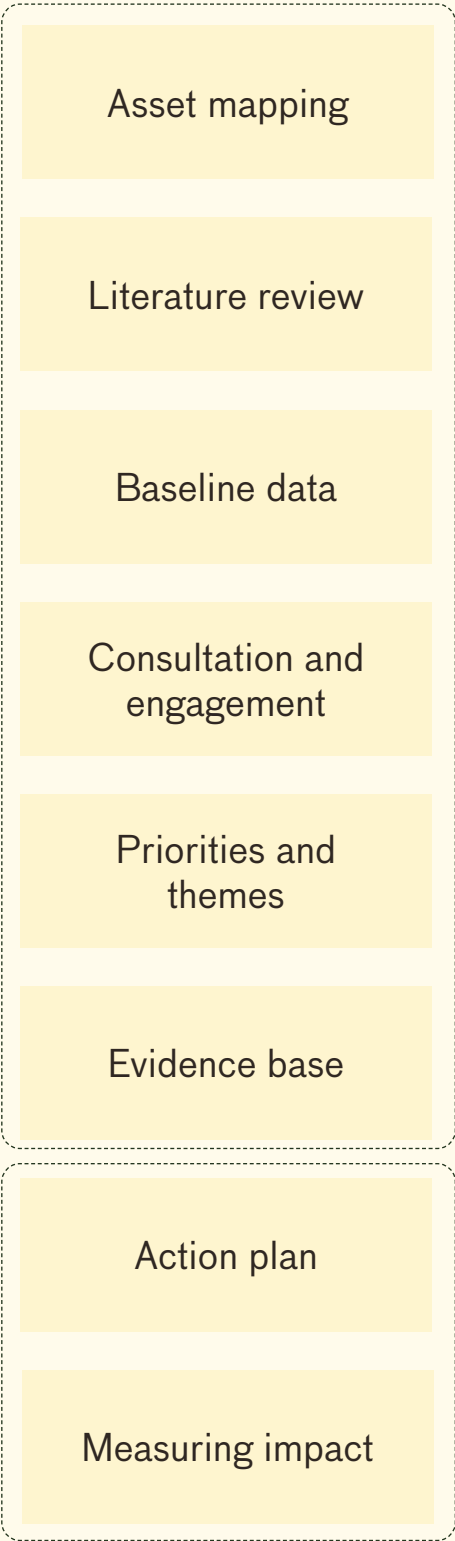 Asset mapping
Literature review
Baseline data
Consultation and
engagement
Priorities and
themes
Evidence base
Action plan
Measuring impact